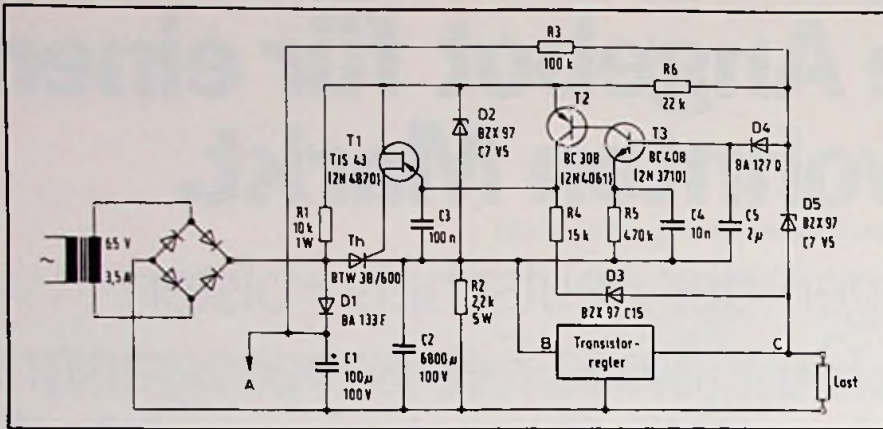 R3
100 k
R6
22 k
T2
D2
BZX 97
C7 V5
T1
TIS 43
(2N 4870)
T3
D4
BA 127 D
BC 308
(2N 4061)
BC 408
(2N 3710)
D5
BZX 97
C7 V5
R1
10 k
1 W
C3
100 n
R4
15 k
R5
470 k
C4
10 n
C5
2 µ
65 V
3,5 A
~
Th
BTW 38/600
D1
BA 133 F
R2
2,2 k
5 W
D3
BZX 97 C15
A
C1
100 µ
100 V
C2
6800 µ
100 V
B
Transistor-
regler
C
Last